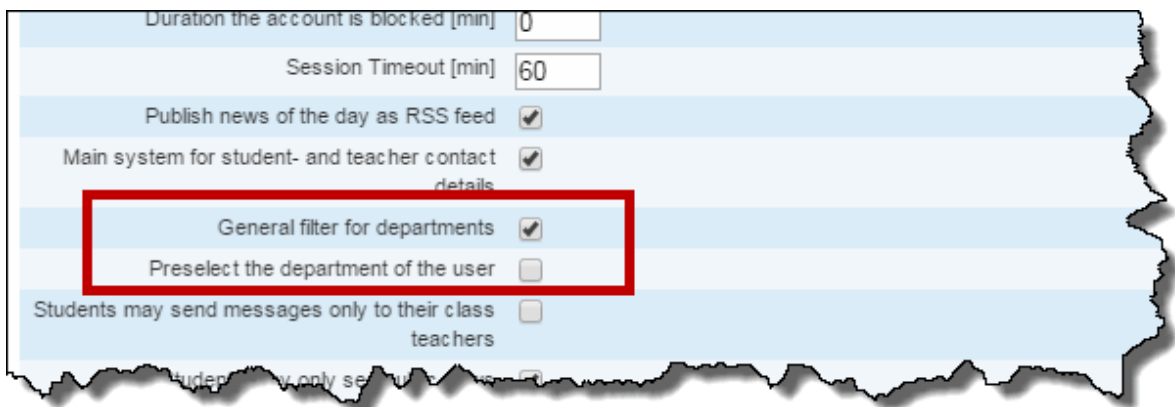 Duration the account is blocked [min] 0
Session Timeout [min] 60
Publish news of the day as RSS feed
Main system for student- and teacher contact
details
General filter for departments
Preselect the department of the user
Students may send messages only to their class
teachers
only